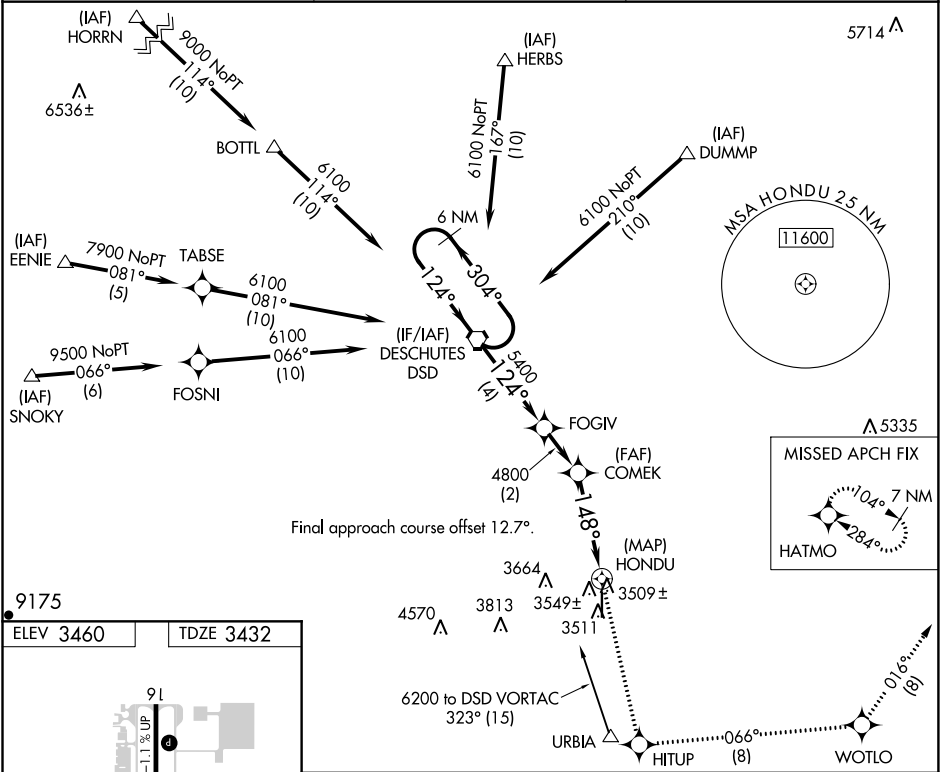 (IAF)
HORRN
9000 NoPT
114°
(10)
6536±
BOTTL
6100
114°
(10)
(IAF)
HERBS
6100 NoPT
167°
(10)
5714
(IAF)
DUMMP
6100 NoPT
210°
(10)
MSA HONDU 25 NM
11600
6 NM
124°
304°
(IAF)
EENIE
7900 NoPT
081°
(5)
TABSE
6100
081°
(10)
(IF/IAF)
DESCHUTES
DSD
9500 NoPT
066°
(6)
(IAF)
SNOKY
FOSNI
6100
066°
(10)
5400
124°
(4)
FOGIV
4800
(2)
(FAF)
COMEK
148°
Final approach course offset 12.7°.
5335
MISSED APCH FIX
104°
7 NM
284°
HATMO
(MAP)
HONDU
3664
3549±
3509±
3511
4570
3813
9175
ELEV 3460
TDZE 3432
16
1.1% UP
P
6200 to DSD VORTAC
323° (15)
URBIA
HITUP
066°
(8)
WOTLO
016°
(8)